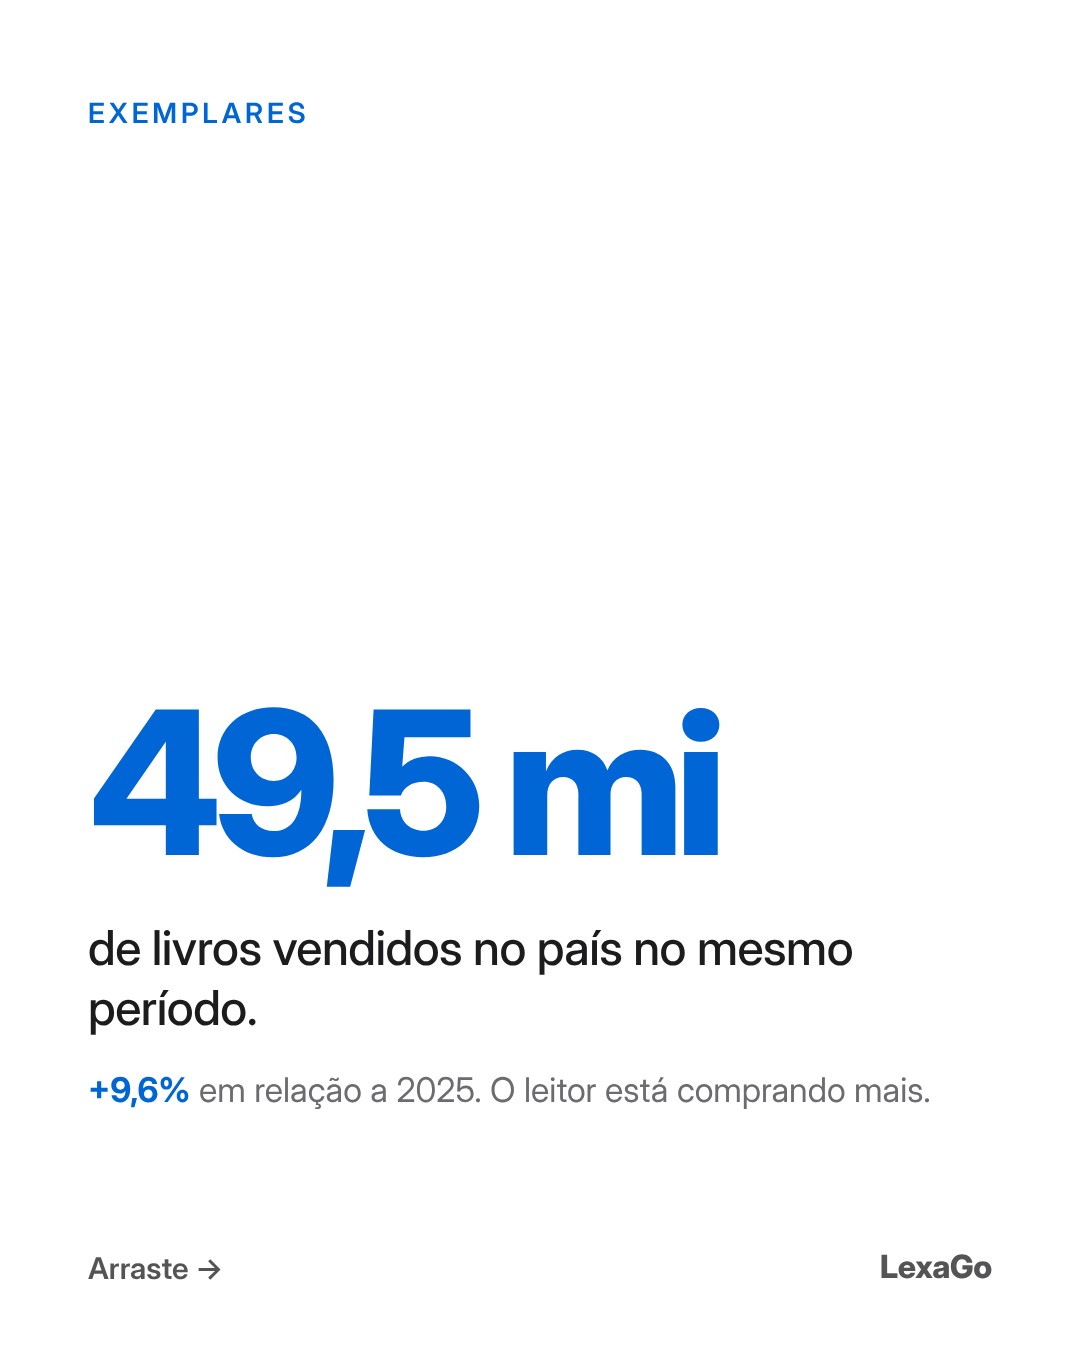 EXEMPLARES
49,5 mi
de livros vendidos no país no mesmo
período.
+9,6% em relação a 2025. O leitor está comprando mais.
Arraste →
LexaGo